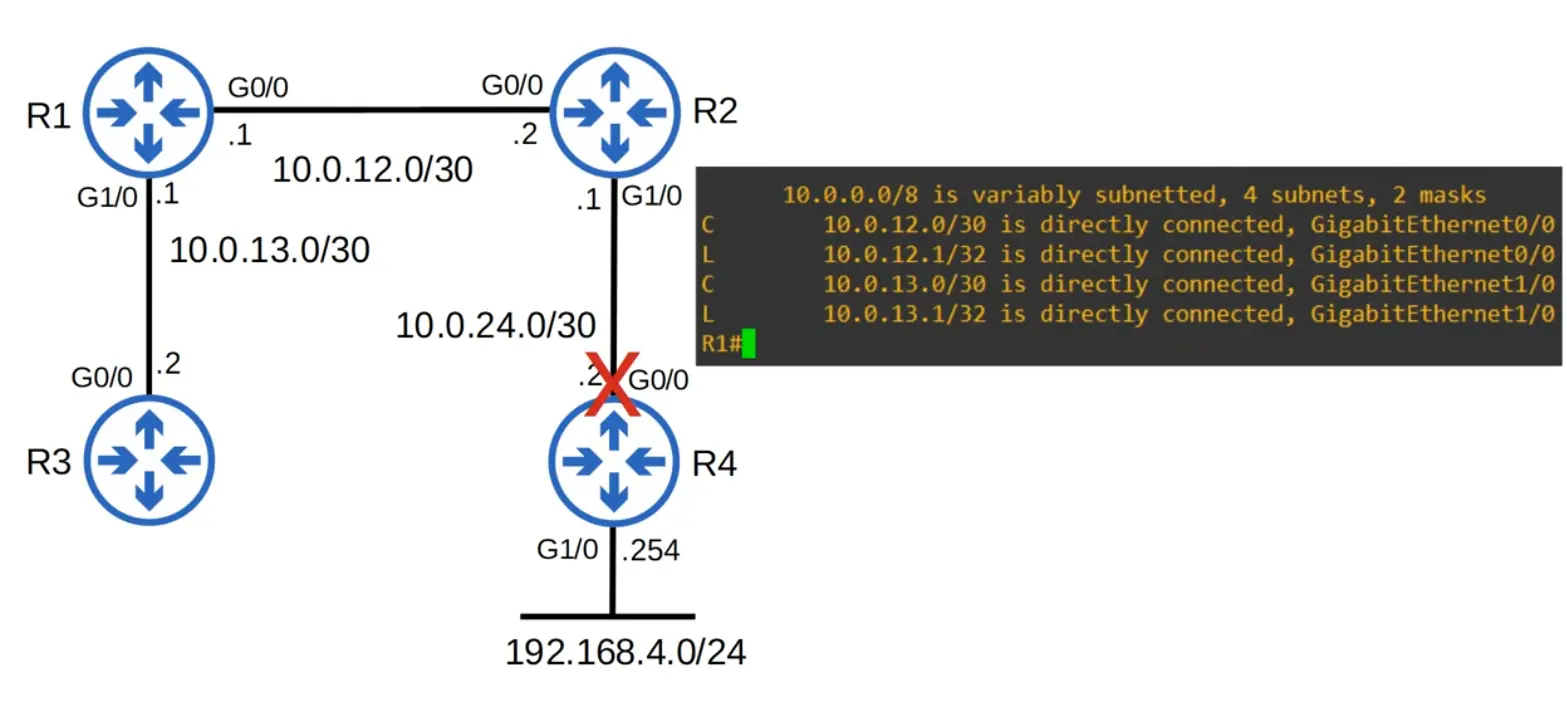 G0/0
G0/0
R1
R2
.1
.2
10.0.12.0/30
G1/0
.1
.1
G1/0
10.0.13.0/30
10.0.24.0/30
10.0.0.0/8 is variably subnetted, 4 subnets, 2 masks
C 10.0.12.0/30 is directly connected, GigabitEthernet0/0
L 10.0.12.1/32 is directly connected, GigabitEthernet0/0
C 10.0.13.0/30 is directly connected, GigabitEthernet1/0
L 10.0.13.1/32 is directly connected, GigabitEthernet1/0
R1#
G0/0
.2
.2
X
G0/0
R3
R4
G1/0
.254
192.168.4.0/24